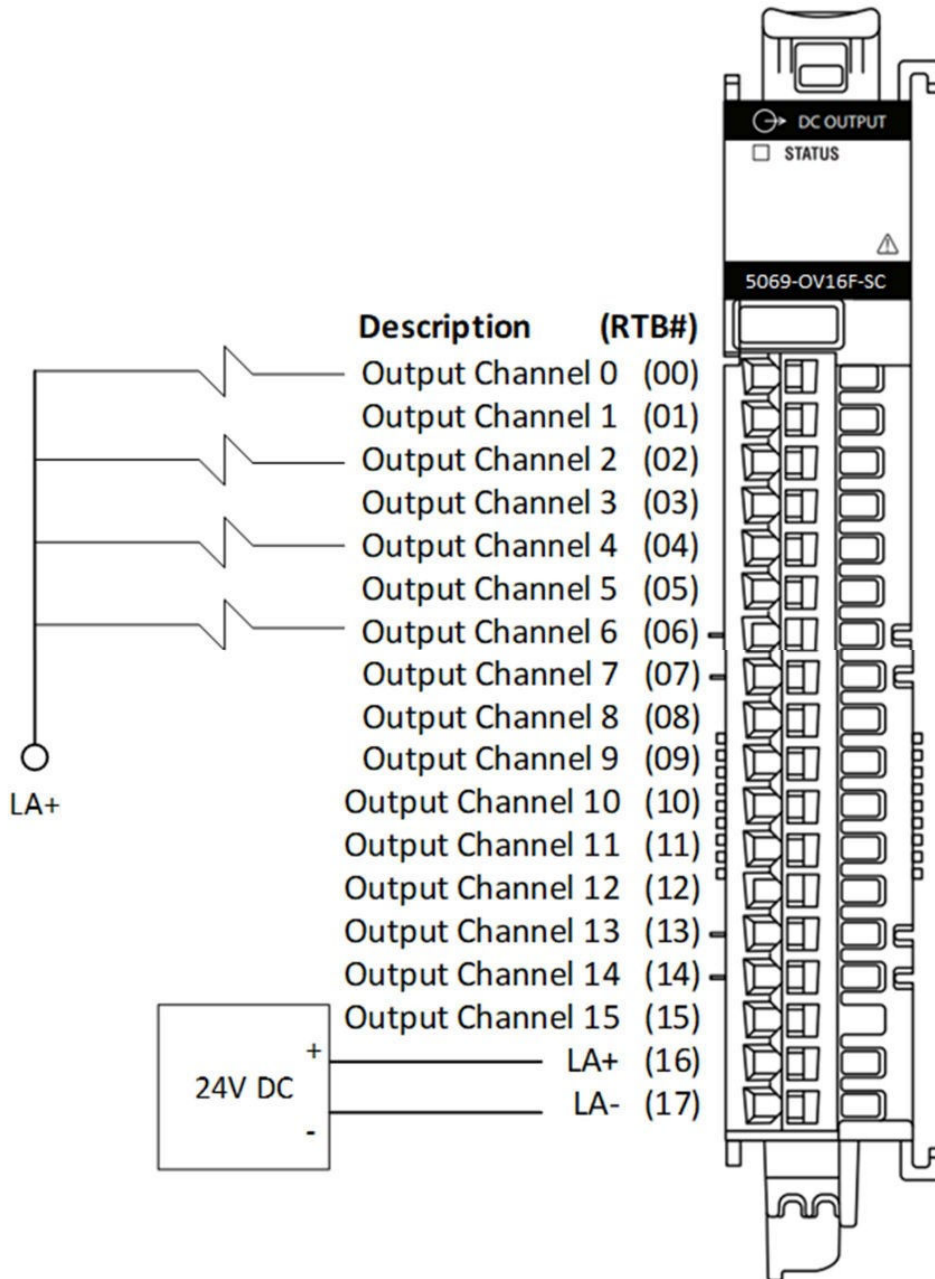 DC OUTPUT
STATUS
5069-OV16F-SC
Description (RTB#)
Output Channel 0 (00)
Output Channel 1 (01)
Output Channel 2 (02)
Output Channel 3 (03)
Output Channel 4 (04)
Output Channel 5 (05)
Output Channel 6 (06)
Output Channel 7 (07)
Output Channel 8 (08)
Output Channel 9 (09)
LA+
Output Channel 10 (10)
Output Channel 11 (11)
Output Channel 12 (12)
Output Channel 13 (13)
Output Channel 14 (14)
Output Channel 15 (15)
+ LA+ (16)
24V DC
- LA- (17)